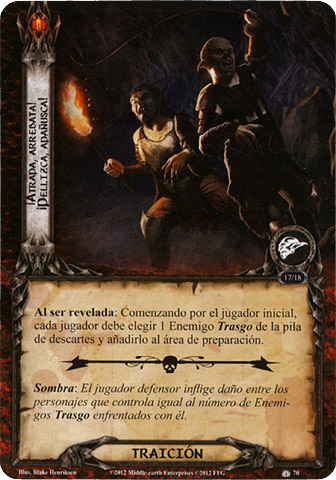 ¡ATRAPA, ARREBATA!
¡PELLIZCA, APAÑUSCA!
17/18
Al ser revelada: Comenzando por el jugador inicial,
cada jugador debe elegir 1 Enemigo Trasgo de la pila
de descartes y añadirlo al área de preparación.
Sombra: El jugador defensor inflige daño entre los
personajes que controla igual al número de Enemi-
gos Trasgo enfrentados con él.
TRAICIÓN
Illus. Blake Henriksen
©2012 Middle-earth Enterprises ©2012 FFG
70